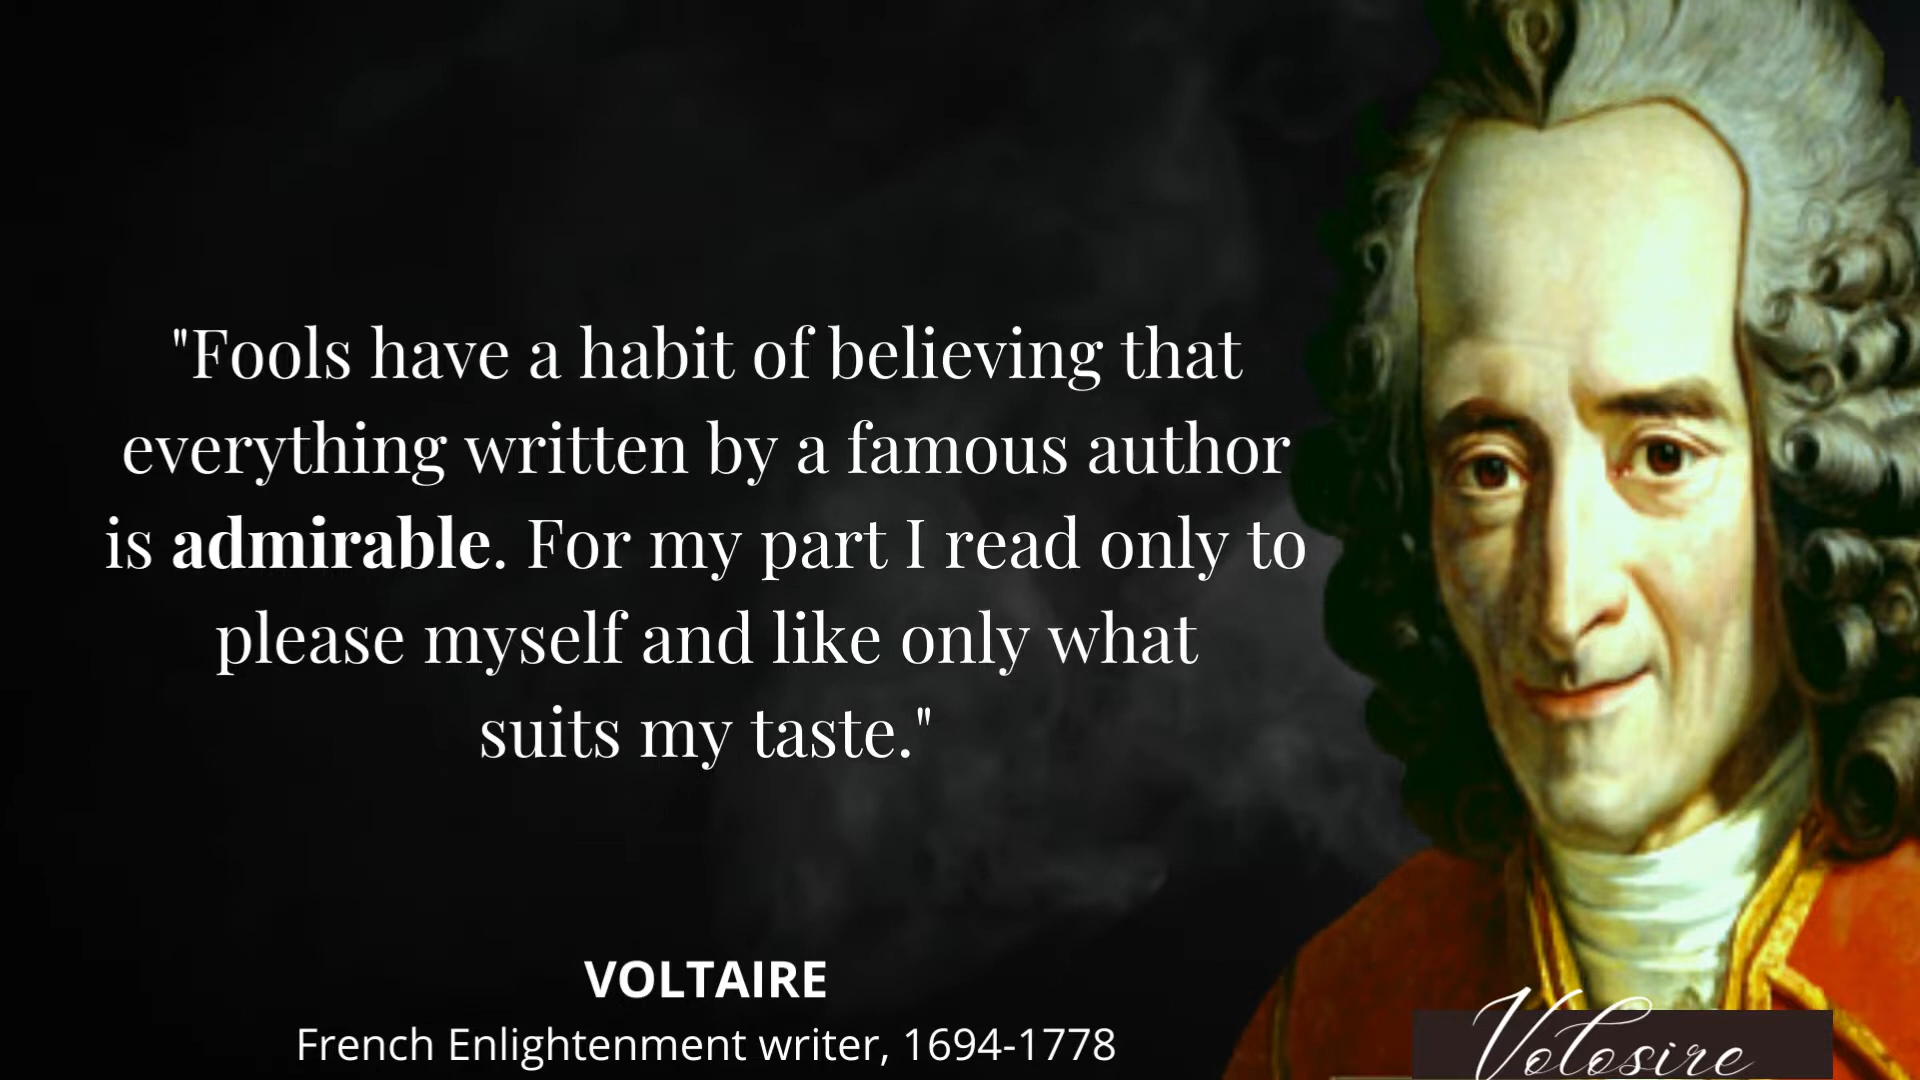 "Fools have a habit of believing that
everything written by a famous author
is admirable. For my part I read only to
please myself and like only what
suits my taste."
VOLTAIRE
French Enlightenment writer, 1694-1778
Volosire